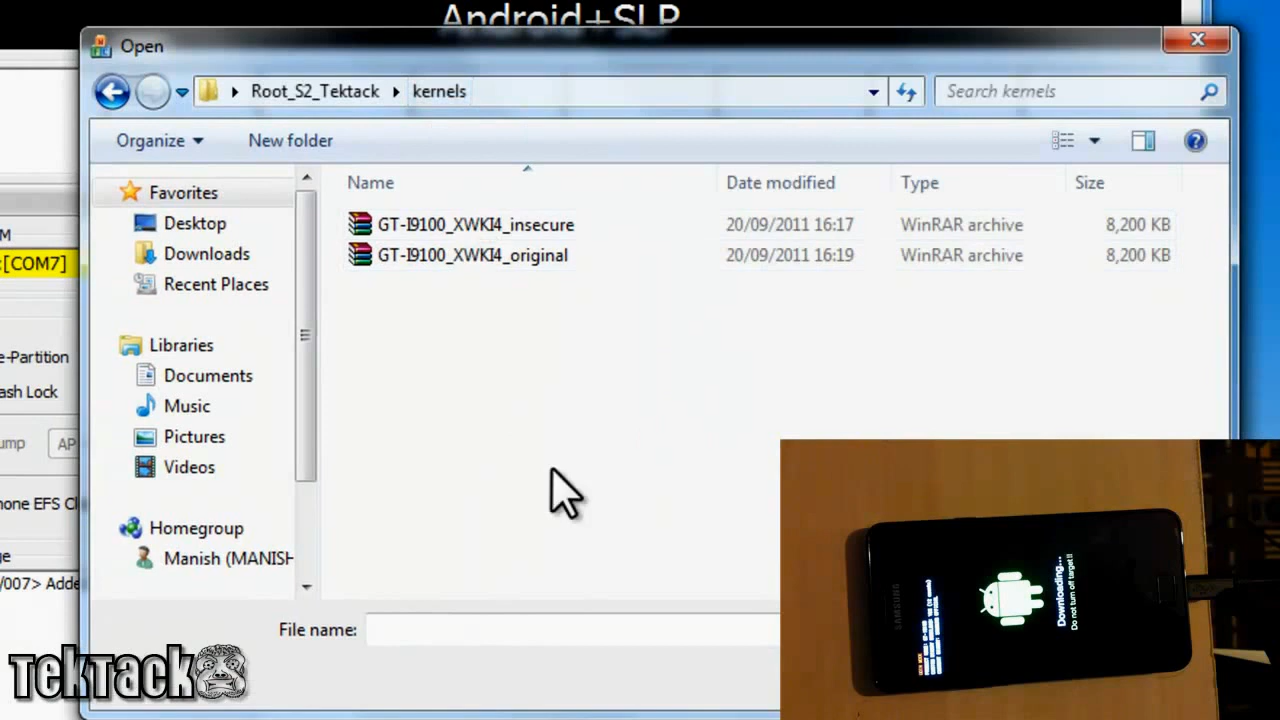 Android+SLP
Open
Root_S2_Tektack
kernels
Search kernels
Organize
New folder
Name
Date modified
Type
Size
Favorites
GT-I9100_XWKI4_insecure
20/09/2011 16:17
WinRAR archive
8,200 KB
Desktop
GT-I9100_XWKI4_original
20/09/2011 16:19
WinRAR archive
8,200 KB
Downloads
Recent Places
Libraries
Documents
Music
Pictures
Videos
Homegroup
Manish (MANISH
File name:
M
:[COM7]
e-Partition
ash Lock
ump
AP
hone EFS Cl
ge
/007> Adde
Downloading...
Do not turn off target!!
SAMSUNG
TekTack